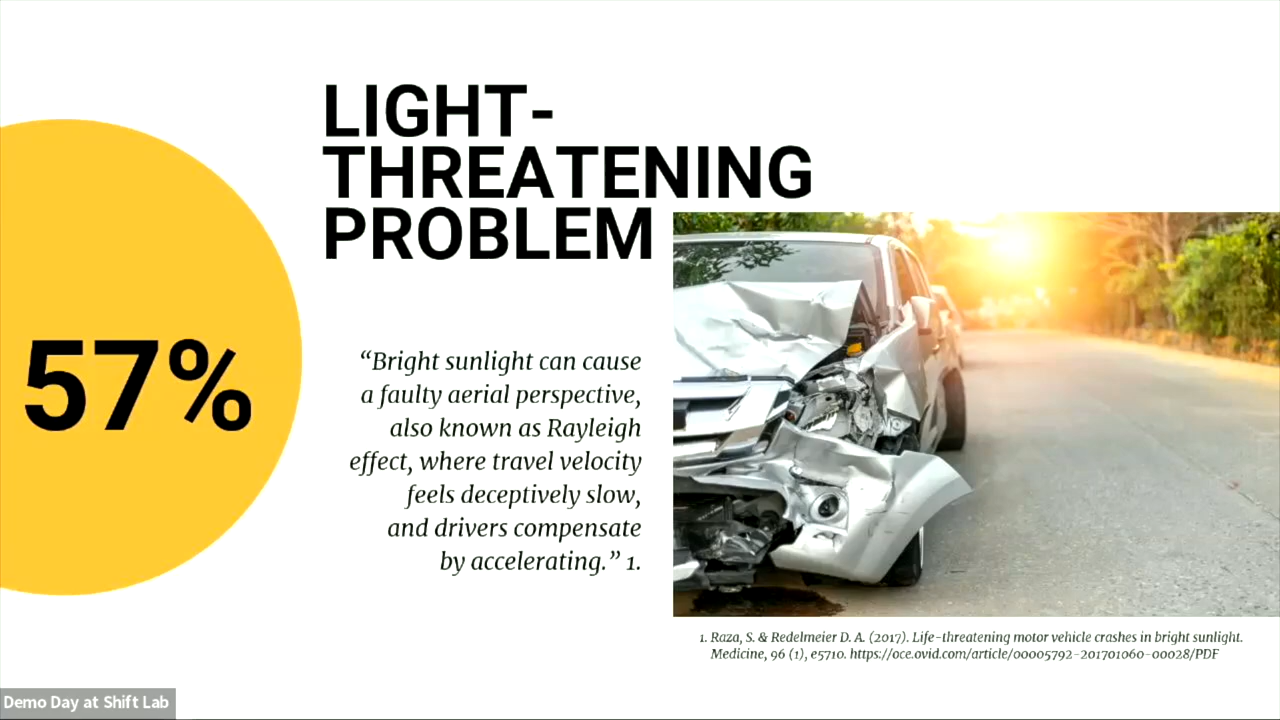 LIGHT-
THREATENING
PROBLEM
57%
“Bright sunlight can cause
a faulty aerial perspective,
also known as Rayleigh
effect, where travel velocity
feels deceptively slow,
and drivers compensate
by accelerating.” 1.
1. Raza, S. & Redelmeier D. A. (2017). Life-threatening motor vehicle crashes in bright sunlight.
Medicine, 96 (1), e5710. https://oce.ovid.com/article/00005792-201701060-00028/PDF
Demo Day at Shift Lab